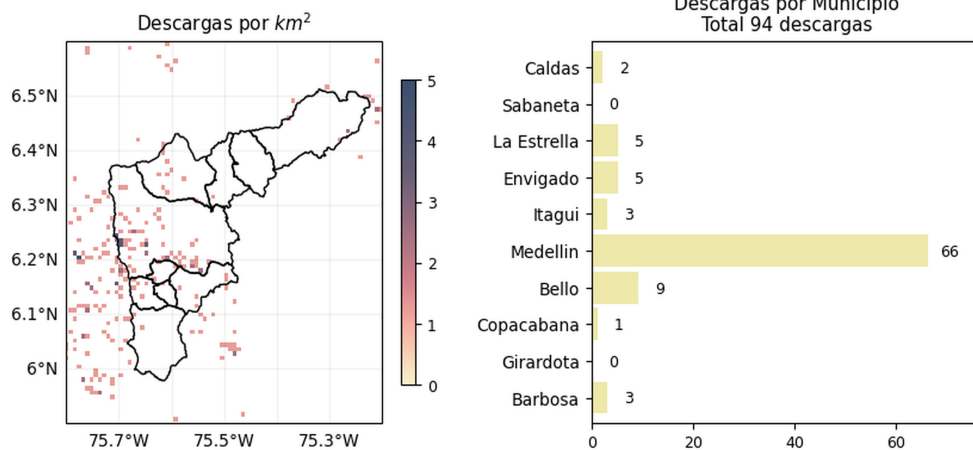 Descargas por km²
6.5°N
6.4°N
6.3°N
6.2°N
6.1°N
6°N
75.7°W 75.5°W 75.3°W
5
4
3
2
1
0
Descargas por Municipio
Total 94 descargas
Caldas 2
Sabaneta 0
La Estrella 5
Envigado 5
Itagui 3
Medellin 66
Bello 9
Copacabana 1
Girardota 0
Barbosa 3
0 20 40 60